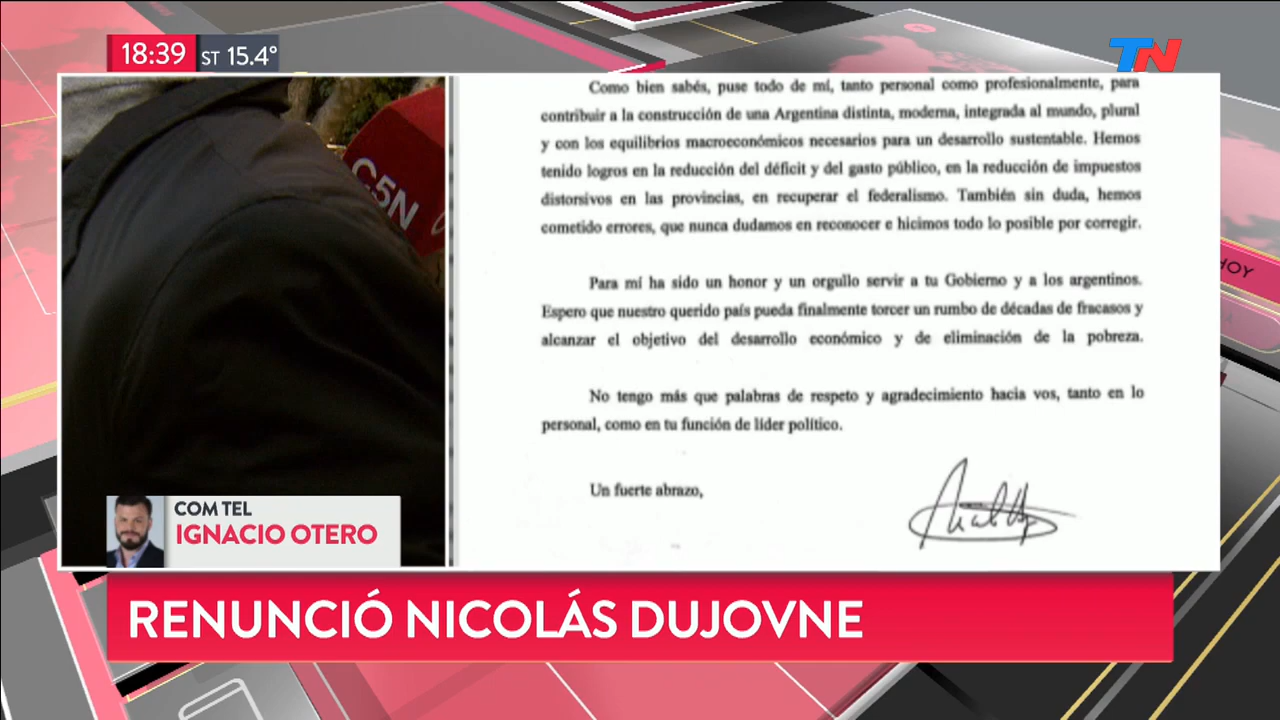 18:39 ST 15.4°
TN
C5N
Como bien sabés, puse todo de mí, tanto personal como profesionalmente, para
contribuir a la construcción de una Argentina distinta, moderna, integrada al mundo, plural
y con los equilibrios macroeconómicos necesarios para un desarrollo sustentable. Hemos
tenido logros en la reducción del déficit y del gasto público, en la reducción de impuestos
distorsivos en las provincias, en recuperar el federalismo. También sin duda, hemos
cometido errores, que nunca dudamos en reconocer e hicimos todo lo posible por corregir.
Para mí ha sido un honor y un orgullo servir a tu Gobierno y a los argentinos.
Espero que nuestro querido país pueda finalmente torcer un rumbo de décadas de fracasos y
alcanzar el objetivo del desarrollo económico y de eliminación de la pobreza.
No tengo más que palabras de respeto y agradecimiento hacia vos, tanto en lo
personal, como en tu función de líder político.
Un fuerte abrazo,
HOY
COM TEL
IGNACIO OTERO
RENUNCIÓ NICOLÁS DUJOVNE